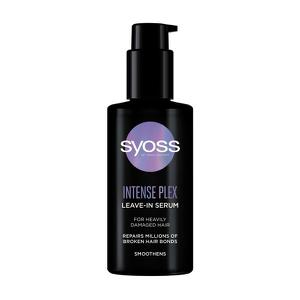 syoss
INTENSE PLEX
LEAVE-IN SERUM
FOR HEAVILY
DAMAGED HAIR
REPAIRS MILLIONS OF
BROKEN HAIR BONDS
SMOOTHENS